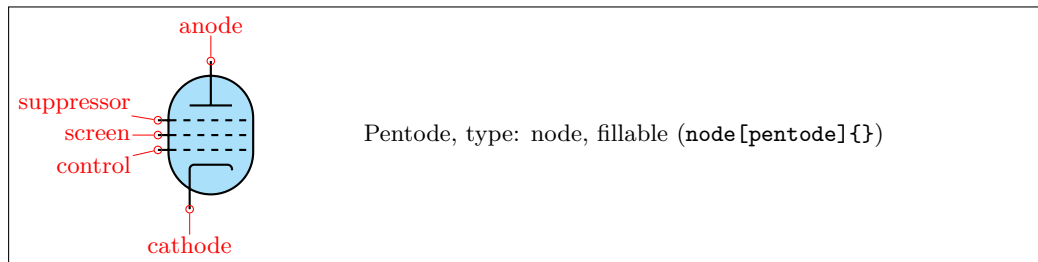 anode
suppressor
screen
control
cathode
Pentode, type: node, fillable (node[pentode]{})